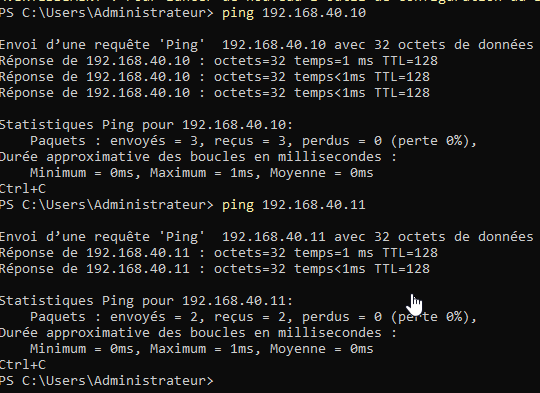 PS C:\Users\Administrateur> ping 192.168.40.10
Envoi d’une requête 'Ping'  192.168.40.10 avec 32 octets de données
Réponse de 192.168.40.10 : octets=32 temps=1 ms TTL=128
Réponse de 192.168.40.10 : octets=32 temps<1ms TTL=128
Réponse de 192.168.40.10 : octets=32 temps<1ms TTL=128
Statistiques Ping pour 192.168.40.10:
    Paquets : envoyés = 3, reçus = 3, perdus = 0 (perte 0%),
Durée approximative des boucles en millisecondes :
    Minimum = 0ms, Maximum = 1ms, Moyenne = 0ms
Ctrl+C
PS C:\Users\Administrateur> ping 192.168.40.11
Envoi d’une requête 'Ping'  192.168.40.11 avec 32 octets de données
Réponse de 192.168.40.11 : octets=32 temps=1 ms TTL=128
Réponse de 192.168.40.11 : octets=32 temps<1ms TTL=128
Statistiques Ping pour 192.168.40.11:
    Paquets : envoyés = 2, reçus = 2, perdus = 0 (perte 0%),
Durée approximative des boucles en millisecondes :
    Minimum = 0ms, Maximum = 1ms, Moyenne = 0ms
Ctrl+C
PS C:\Users\Administrateur>